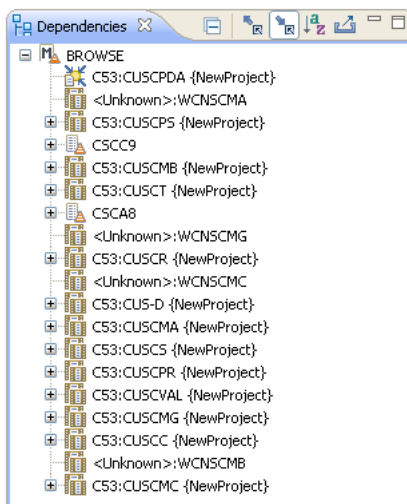 Dependencies
BROWSE
C53:CUSCPDA {NewProject}
<Unknown>:WCNSCMA
C53:CUSCPS {NewProject}
CSCC9
C53:CUSCMB {NewProject}
C53:CUSCT {NewProject}
CSCA8
<Unknown>:WCNSCMG
C53:CUSCR {NewProject}
<Unknown>:WCNSCMC
C53:CUS-D {NewProject}
C53:CUSCMA {NewProject}
C53:CUSCS {NewProject}
C53:CUSCPR {NewProject}
C53:CUSCVAL {NewProject}
C53:CUSCMG {NewProject}
C53:CUSCC {NewProject}
<Unknown>:WCNSCMB
C53:CUSCMC {NewProject}